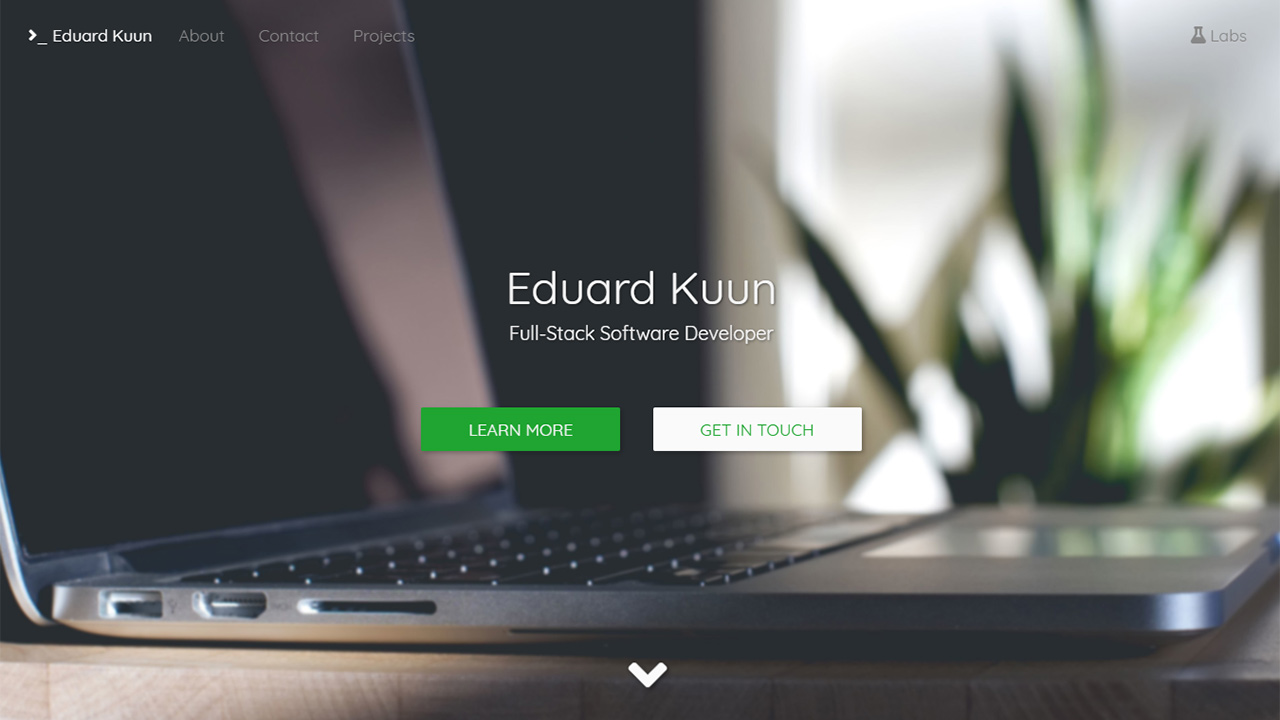 >_ Eduard Kuun About Contact Projects Labs
Eduard Kuun
Full-Stack Software Developer
LEARN MORE GET IN TOUCH